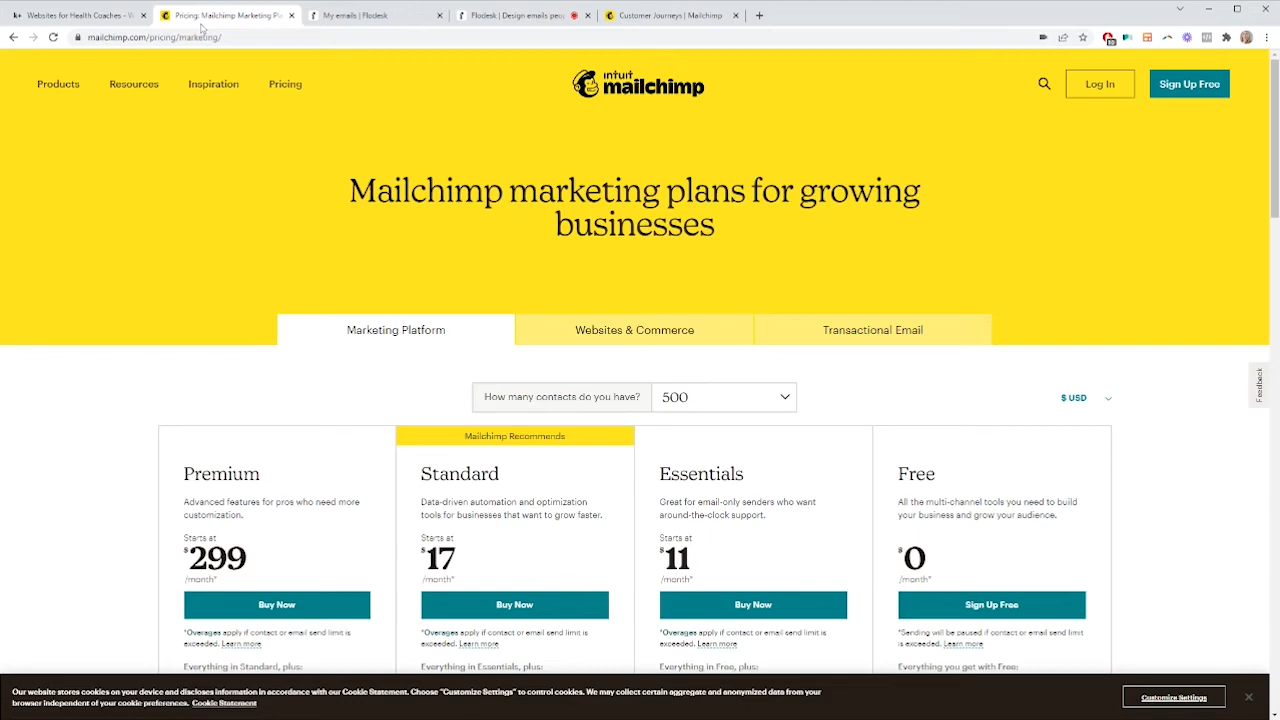 Websites for Health Coaches -
Pricing: Mailchimp Marketing Pl
My emails | Flodesk
Flodesk | Design emails peo
Customer Journeys | Mailchimp
mailchimp.com/pricing/marketing/
Products
Resources
Inspiration
Pricing
INTUIT
mailchimp
Log In
Sign Up Free
Mailchimp marketing plans for growing
businesses
Marketing Platform
Websites & Commerce
Transactional Email
How many contacts do you have?
500
$ USD
Feedback
Mailchimp Recommends
Premium
Advanced features for pros who need more
customization.
Starts at
$299
/month*
Buy Now
*Overages apply if contact or email send limit is
exceeded. Learn more
Everything in Standard, plus:
Standard
Data-driven automation and optimization
tools for businesses that want to grow faster.
Starts at
$17
/month*
Buy Now
*Overages apply if contact or email send limit is
exceeded. Learn more
Everything in Essentials, plus:
Essentials
Great for email-only senders who want
around-the-clock support.
Starts at
$11
/month*
Buy Now
*Overages apply if contact or email send limit is
exceeded. Learn more
Everything in Free, plus:
Free
All the multi-channel tools you need to build
your business and grow your audience.
$0
/month*
Sign Up Free
*Sending will be paused if contact or email send limit
is exceeded. Learn more
Everything you get with Free:
Our website stores cookies on your device and discloses information in accordance with our Cookie Statement. Choose "Customize Settings" to control cookies. We may collect certain aggregate and anonymized data from your
browser independent of your cookie preferences. Cookie Statement
Customize Settings